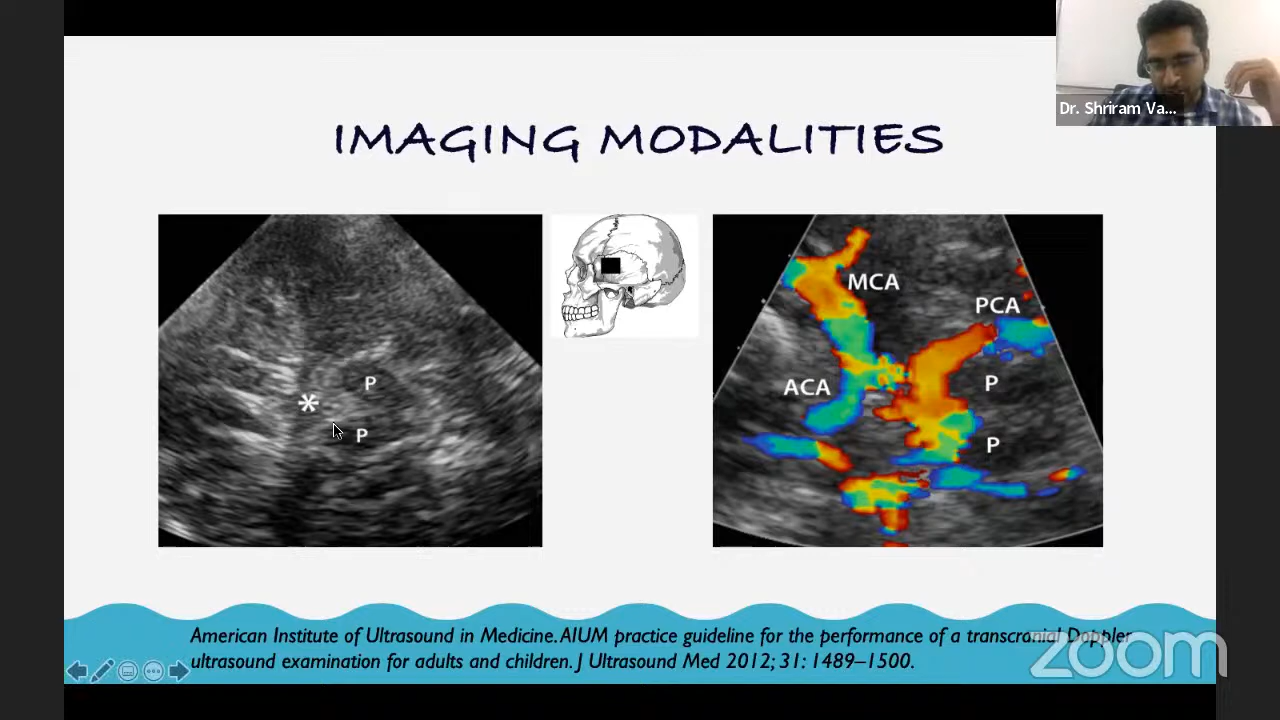 Dr. Shriram Va...
IMAGING MODALITIES
P
*
P
MCA
PCA
ACA
P
P
American Institute of Ultrasound in Medicine. AIUM practice guideline for the performance of a transcranial Doppler
ultrasound examination for adults and children. J Ultrasound Med 2012; 31: 1489–1500.
zoom